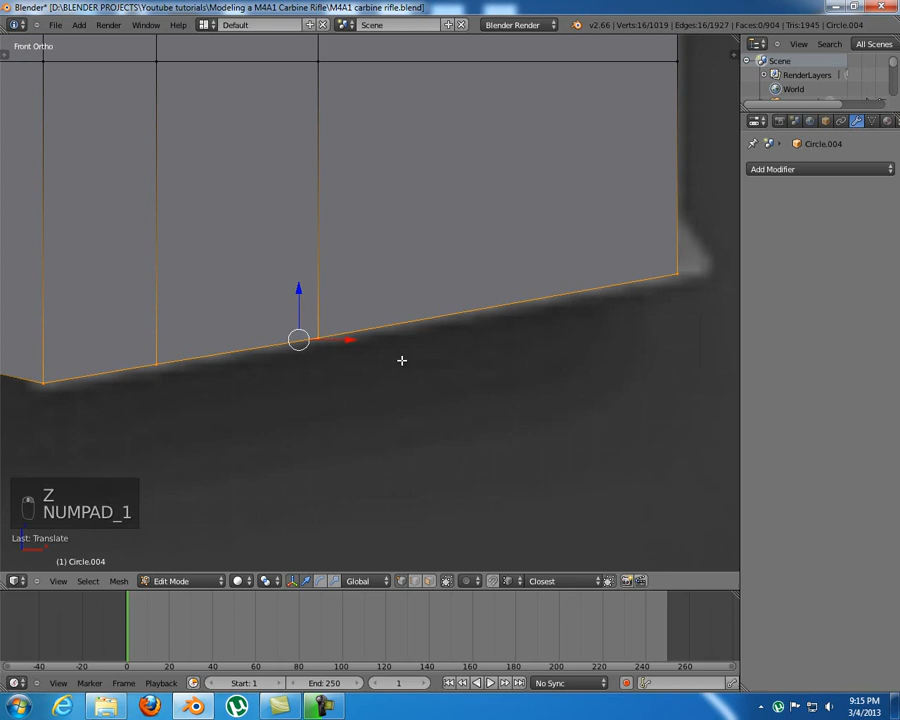 Blender* [D:\BLENDER PROJECTS\Youtube tutorials\Modeling a M4A1 Carbine Rifle\M4A1 carbine rifle.blend]
File Add Render Window Help Default Scene Blender Render v2.66 | Verts:16/1019 | Edges:16/1927 | Faces:0/904 | Tris:1945 | Circle.004
View Search All Scenes
Front Ortho
Scene
RenderLayers
World
Circle.004
Add Modifier
Z
NUMPAD_1
Last: Translate
(1) Circle.004
View Select Mesh Edit Mode Global Closest
-40 -20 0 20 40 60 80 100 120 140 160 180 200 220 240 260
View Marker Frame Playback Start: 1 End: 250 1 No Sync
9:15 PM
3/4/2013